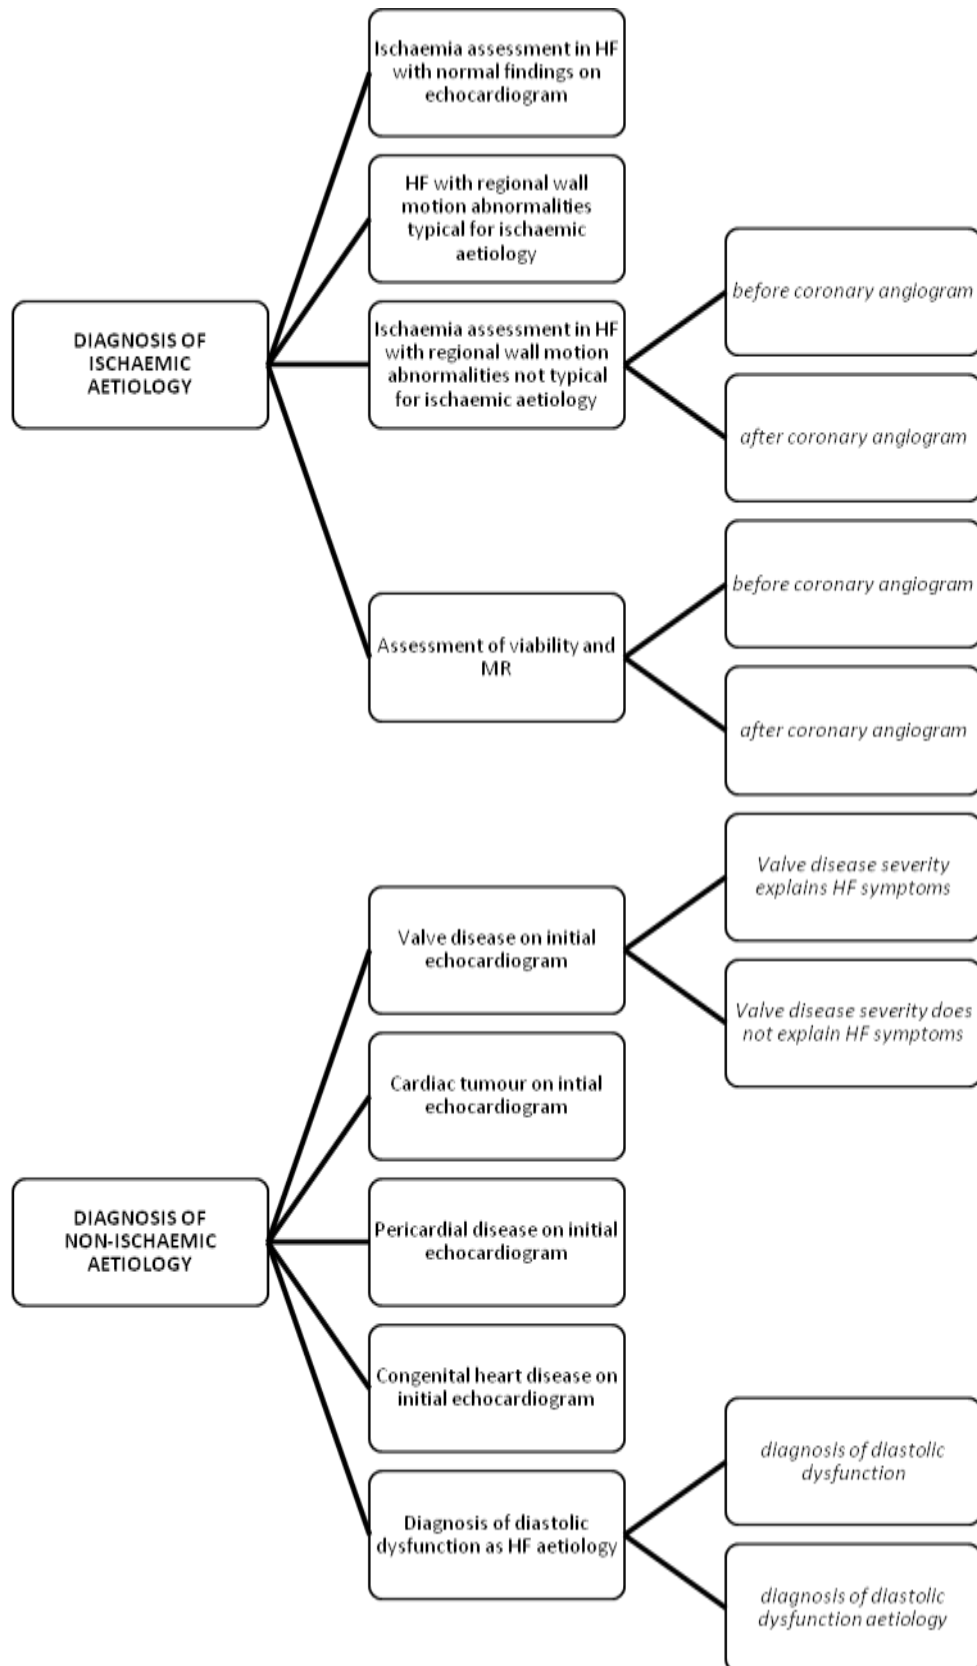 Ischaemia assessment in HF
with normal findings on
echocardiogram
HF with regional wall
motion abnormalities
typical for ischaemic
aetiology
DIAGNOSIS OF
ISCHAEMIC
AETIOLOGY
Ischaemia assessment in HF
with regional wall motion
abnormalities not typical
for ischaemic aetiology
before coronary angiogram
after coronary angiogram
Assessment of viability and
MR
before coronary angiogram
after coronary angiogram
DIAGNOSIS OF
NON-ISCHAEMIC
AETIOLOGY
Valve disease on initial
echocardiogram
Valve disease severity
explains HF symptoms
Valve disease severity does
not explain HF symptoms
Cardiac tumour on intial
echocardiogram
Pericardial disease on initial
echocardiogram
Congenital heart disease on
initial echocardiogram
Diagnosis of diastolic
dysfunction as HF aetiology
diagnosis of diastolic
dysfunction
diagnosis of diastolic
dysfunction aetiology